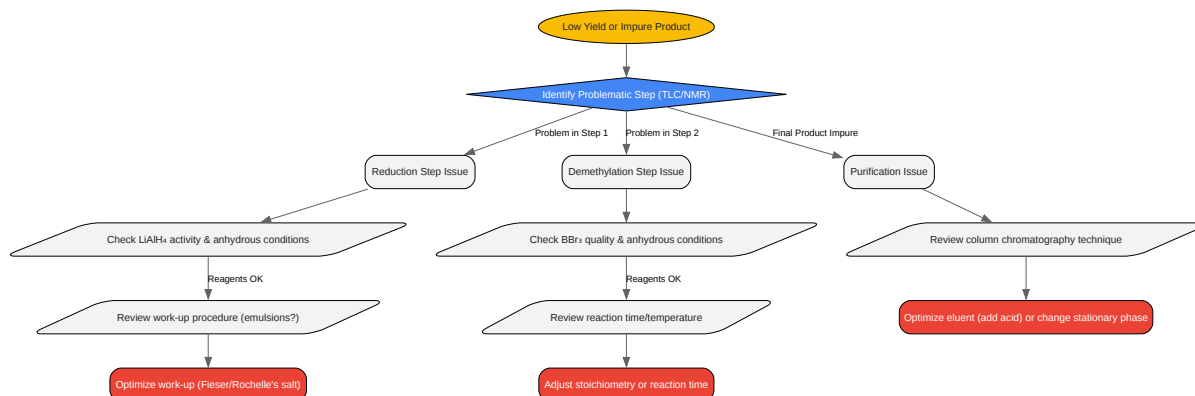 Low Yield or Impure Product
Identify Problematic Step (TLC/NMR)
Problem in Step 1
Problem in Step 2
Final Product Impure
Reduction Step Issue
Demethylation Step Issue
Purification Issue
Check LiAlH₄ activity & anhydrous conditions
Check BBr₃ quality & anhydrous conditions
Review column chromatography technique
Reagents OK
Reagents OK
Review work-up procedure (emulsions?)
Review reaction time/temperature
Optimize eluent (add acid) or change stationary phase
Optimize work-up (Fieser/Rochelle's salt)
Adjust stoichiometry or reaction time